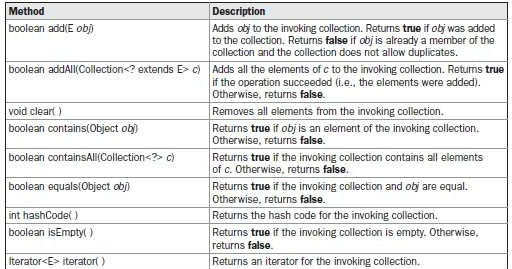 Method Description
boolean add(E obj) Adds obj to the invoking collection. Returns true if obj was added
to the collection. Returns false if obj is already a member of the
collection and the collection does not allow duplicates.
boolean addAll(Collection<? extends E> c) Adds all the elements of c to the invoking collection. Returns true
if the operation succeeded (i.e., the elements were added).
Otherwise, returns false.
void clear( ) Removes all elements from the invoking collection.
boolean contains(Object obj) Returns true if obj is an element of the invoking collection.
Otherwise, returns false.
boolean containsAll(Collection<?> c) Returns true if the invoking collection contains all elements
of c. Otherwise, returns false.
boolean equals(Object obj) Returns true if the invoking collection and obj are equal.
Otherwise, returns false.
int hashCode( ) Returns the hash code for the invoking collection.
boolean isEmpty( ) Returns true if the invoking collection is empty. Otherwise,
returns false.
Iterator<E> iterator( ) Returns an iterator for the invoking collection.